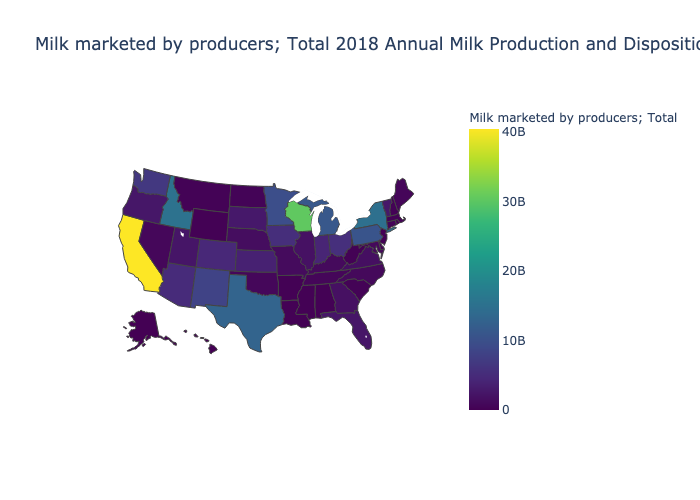 Milk marketed by producers; Total 2018 Annual Milk Production and Dispositio
Milk marketed by producers; Total
40B
30B
20B
10B
0